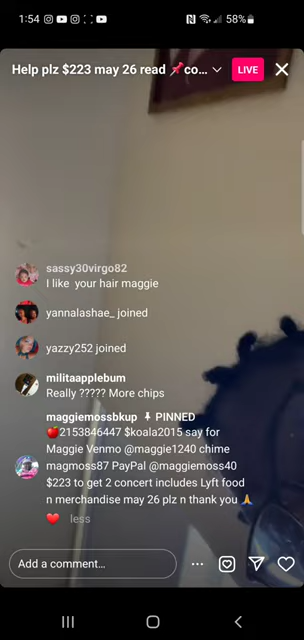 1:54
58%
Help plz $223 may 26 read 📌co...
LIVE
sassy30virgo82
I like your hair maggie
yannalashae_ joined
yazzy252 joined
militaapplebum
Really ????? More chips
maggiemossbkup 📌 PINNED
🍎2153846447 $koala2015 say for
Maggie Venmo @maggie1240 chime
magmoss87 PayPal @maggiemoss40
$223 to get 2 concert includes Lyft food
n merchandise may 26 plz n thank you 🙏
❤️ less
Add a comment...